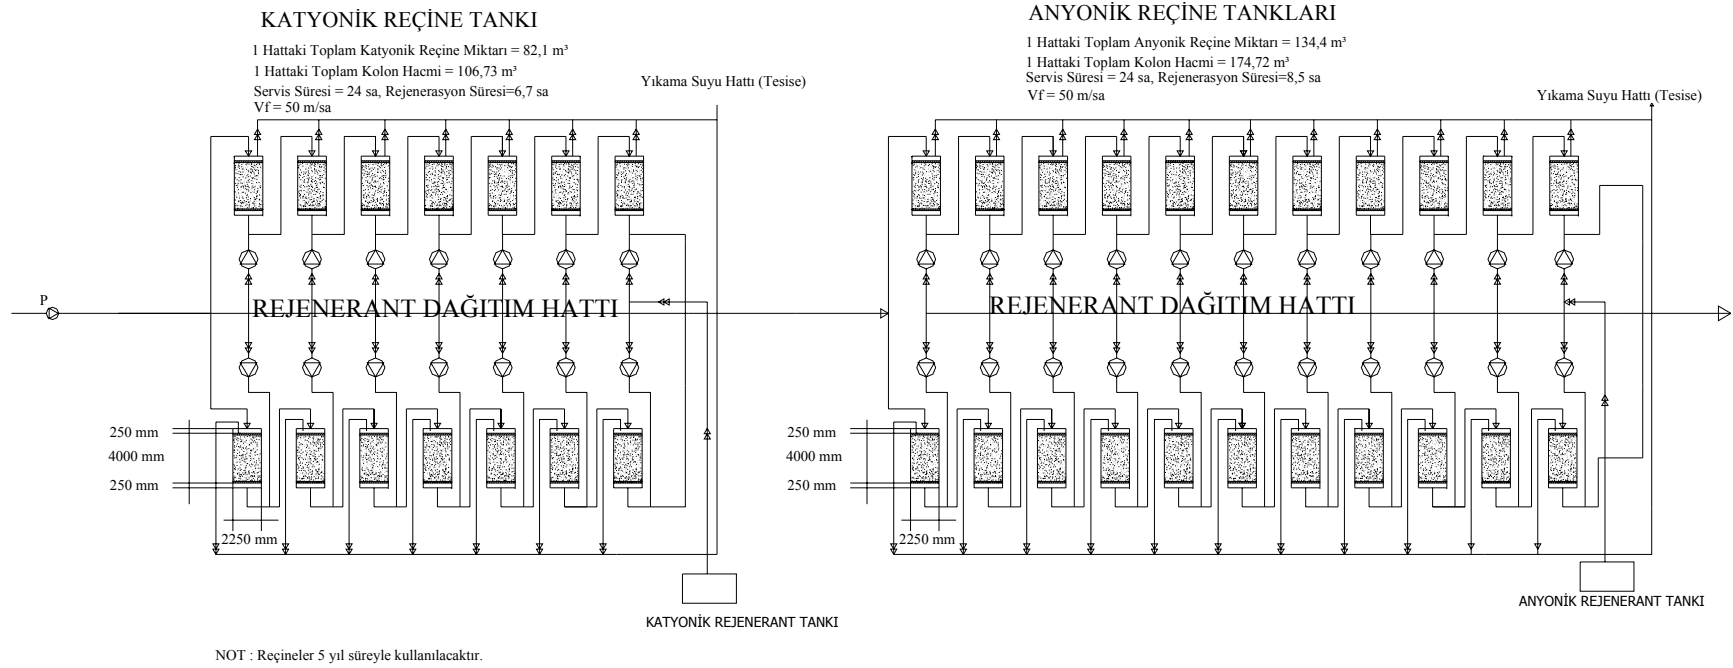 KATYONİK REÇİNE TANKI
1 Hattaki Toplam Katyonik Reçine Miktarı = 82,1 m³
1 Hattaki Toplam Kolon Hacmi = 106,73 m³
Servis Süresi = 24 sa, Rejenerasyon Süresi=6,7 sa
Vf = 50 m/sa
Yıkama Suyu Hattı (Tesise)
ANYONİK REÇİNE TANKLARI
1 Hattaki Toplam Anyonik Reçine Miktarı = 134,4 m³
1 Hattaki Toplam Kolon Hacmi = 174,72 m³
Servis Süresi = 24 sa, Rejenerasyon Süresi=8,5 sa
Vf = 50 m/sa
Yıkama Suyu Hattı (Tesise)
P
REJENERANT DAĞITIM HATTI
REJENERANT DAĞITIM HATTI
250 mm
4000 mm
250 mm
2250 mm
250 mm
4000 mm
250 mm
2250 mm
KATYONİK REJENERANT TANKI
ANYONİK REJENERANT TANKI
NOT : Reçineler 5 yıl süreyle kullanılacaktır.